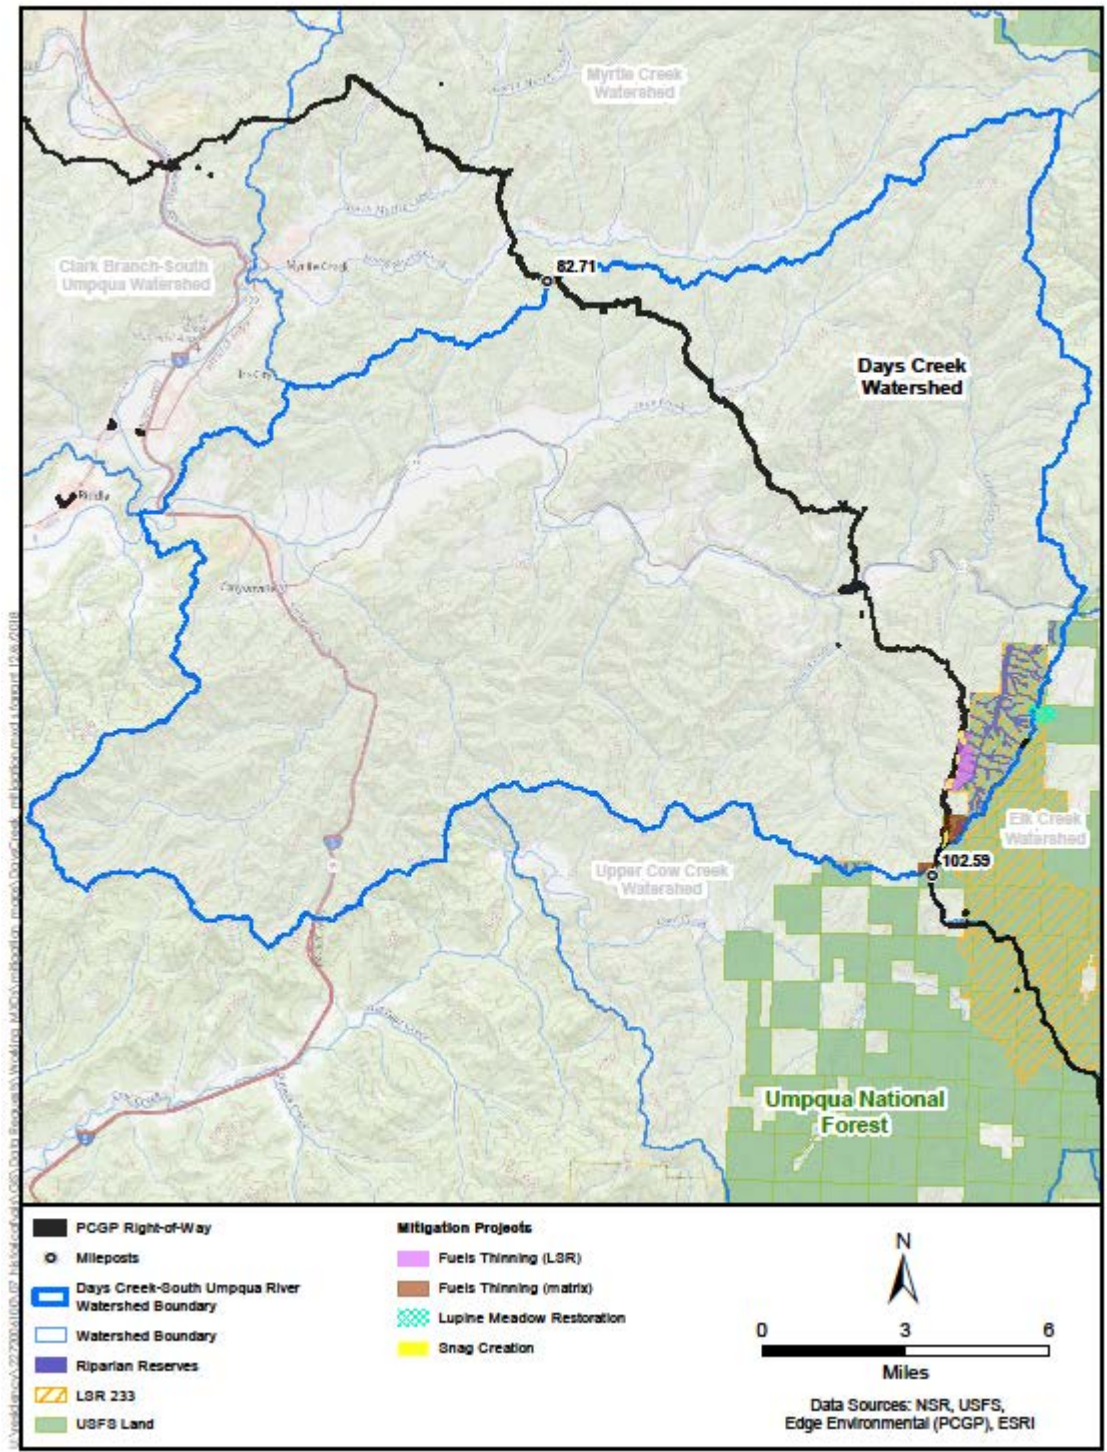 Myrtle Creek
Watershed
Clark Branch-South
Umpqua Watershed
Myrtle Creek
82.71
Days Creek
Watershed
Riddle
Canyonville
Elk Creek
Watershed
102.59
Upper Cow Creek
Watershed
Umpqua National
Forest
PCGP Right-of-Way
Mileposts
Days Creek-South Umpqua River
Watershed Boundary
Watershed Boundary
Riparian Reserves
LSR 233
USFS Land
Mitigation Projects
Fuels Thinning (LSR)
Fuels Thinning (matrix)
Lupine Meadow Restoration
Snag Creation
N
0 3 6
Miles
Data Sources: NSR, USFS,
Edge Environmental (PCGP), ESRI